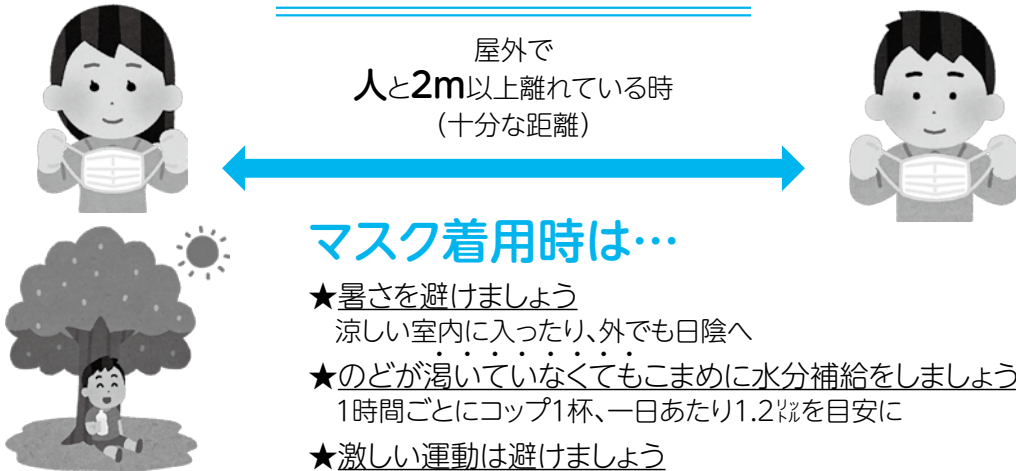 屋外で
人と2m以上離れている時
(十分な距離)
マスク着用時は…
★暑さを避けましょう
涼しい室内に入ったり、外でも日陰へ
★のどが渇いていなくてもこまめに水分補給をしましょう
1時間ごとにコップ1杯、一日あたり1.2リットルを目安に
★激しい運動は避けましょう